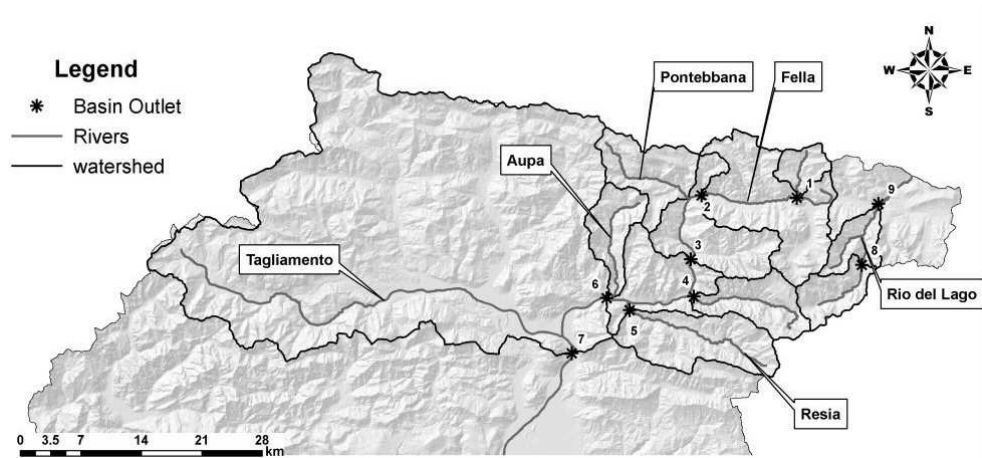 Legend
Basin Outlet
Rivers
watershed
N
W
E
S
Pontebbana
Fella
Aupa
1
2
9
3
8
Tagliamento
4
Rio del Lago
6
5
7
Resia
0 3.5 7 14 21 28
km